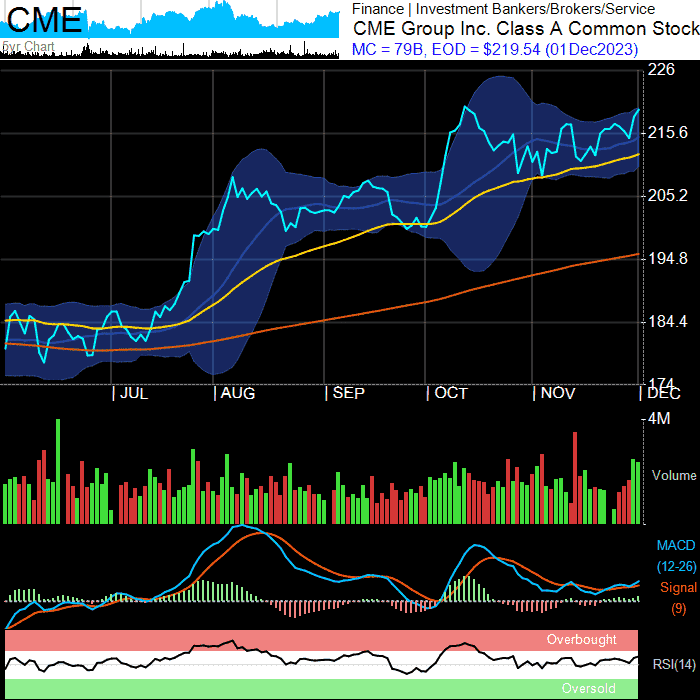 CME
5yr Chart
Finance | Investment Bankers/Brokers/Service
CME Group Inc. Class A Common Stock
MC = 79B, EOD = $219.54 (01Dec2023)
226
215.6
205.2
194.8
184.4
174
JUL AUG SEP OCT NOV DEC
4M
Volume
MACD
(12-26)
Signal
(9)
Overbought
RSI(14)
Oversold